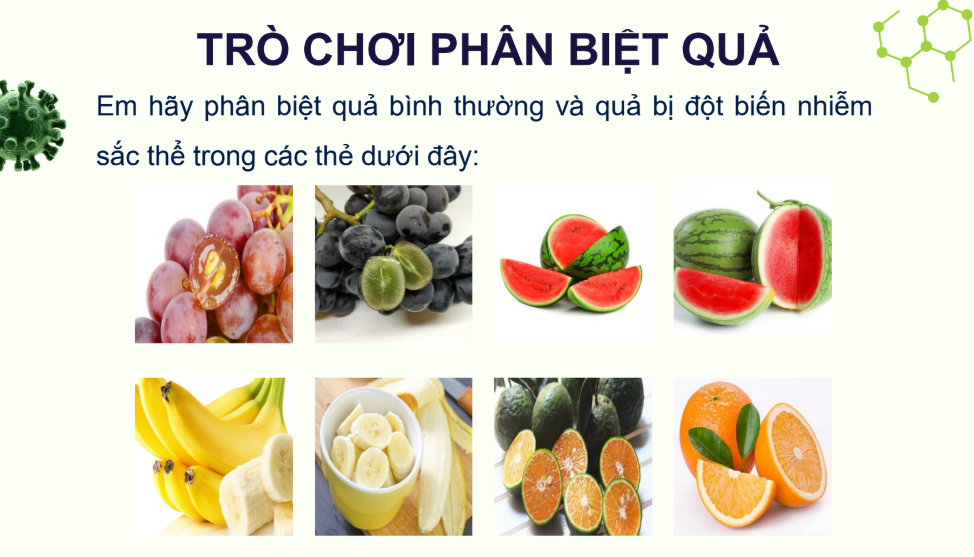 TRÒ CHƠI PHÂN BIỆT QUẢ
Em hãy phân biệt quả bình thường và quả bị đột biến nhiễm
sắc thể trong các thẻ dưới đây: